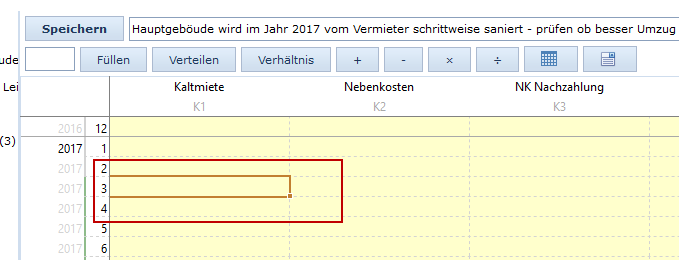 Speichern Hauptgebäude wird im Jahr 2017 vom Vermieter schrittweise saniert - prüfen ob besser Umzug
ude Füllen Verteilen Verhältnis + - × ÷
Lei Kaltmiete Nebenkosten NK Nachzahlung
K1 K2 K3
2016 12
(3) 2017 1
2017 2
2017 3
2017 4
2017 5
2017 6